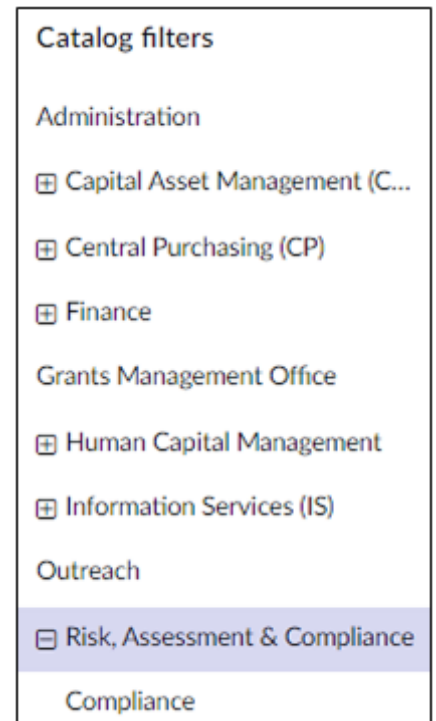 Catalog filters
Administration
Capital Asset Management (C...
Central Purchasing (CP)
Finance
Grants Management Office
Human Capital Management
Information Services (IS)
Outreach
Risk, Assessment & Compliance
Compliance